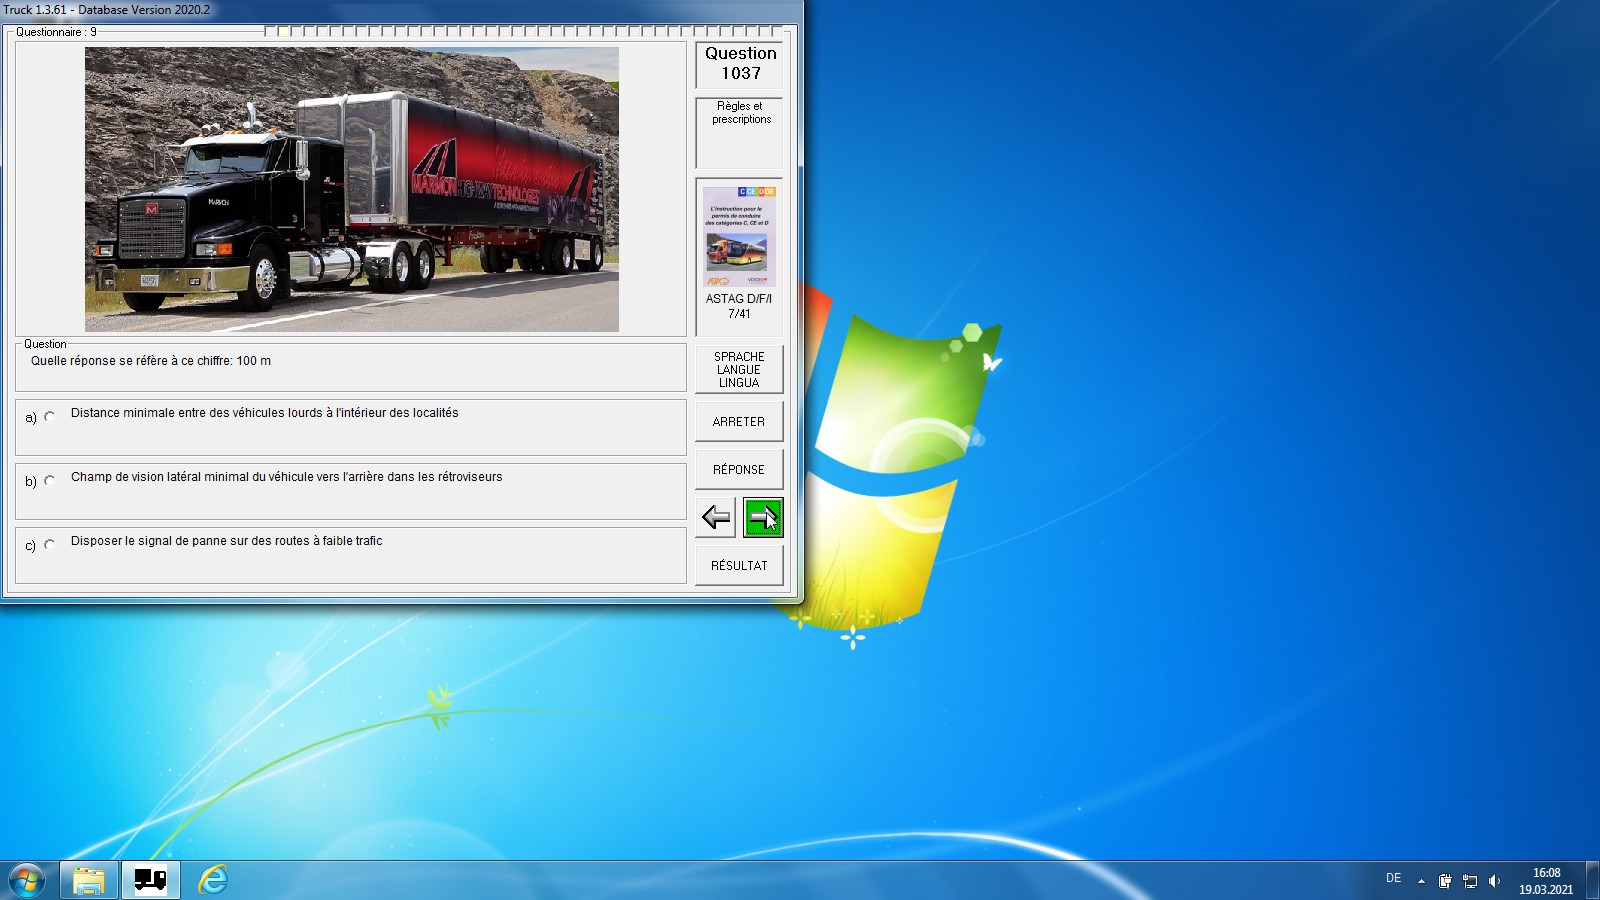 Truck 1.3.61 - Database Version 2020.2
Questionnaire : 9
MARMON
MARMON HIGHWAY TECHNOLOGIES
Question
1037
Règles et
prescriptions
C CE D DE
L'instruction pour le
permis de conduire
des catégories C, CE et D
ASTAG D/F/I
7/41
Question
Quelle réponse se réfère à ce chiffre: 100 m
a) Distance minimale entre des véhicules lourds à l'intérieur des localités
b) Champ de vision latéral minimal du véhicule vers l'arrière dans les rétroviseurs
c) Disposer le signal de panne sur des routes à faible trafic
SPRACHE
LANGUE
LINGUA
ARRETER
RÉPONSE
RÉSULTAT
DE
16:08
19.03.2021